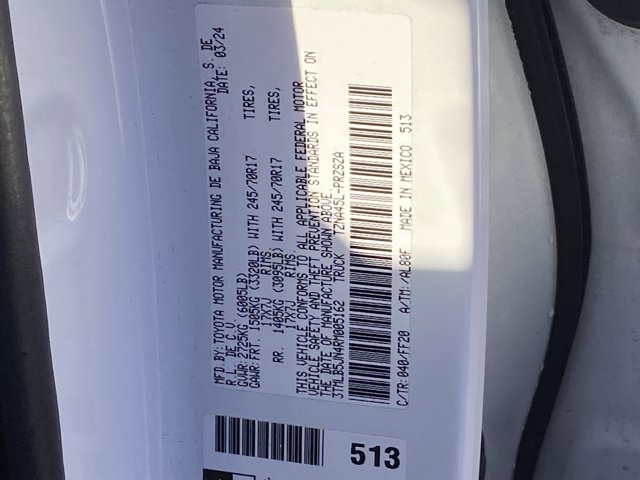 MFD. BY: TOYOTA MOTOR MANUFACTURING DE BAJA CALIFORNIA, S. DE
R. L. DE C. V. DATE: 03/24
GVWR: 2725KG (6005LB)
GAWR: FRT. 1505KG (3320LB) WITH 245/70R17 TIRES,
17X7J RIMS
RR. 1405KG (3095LB) WITH 245/70R17 TIRES,
17X7J RIMS
THIS VEHICLE CONFORMS TO ALL APPLICABLE FEDERAL MOTOR
VEHICLE SAFETY AND THEFT PREVENTION STANDARDS IN EFFECT ON
THE DATE OF MANUFACTURE SHOWN ABOVE.
3TMLB5JN4RM005162 TRUCK TZNA45L-PRZSZA
C/TR: 040/FF20 A/TM: /AL80F MADE IN MEXICO 513
513